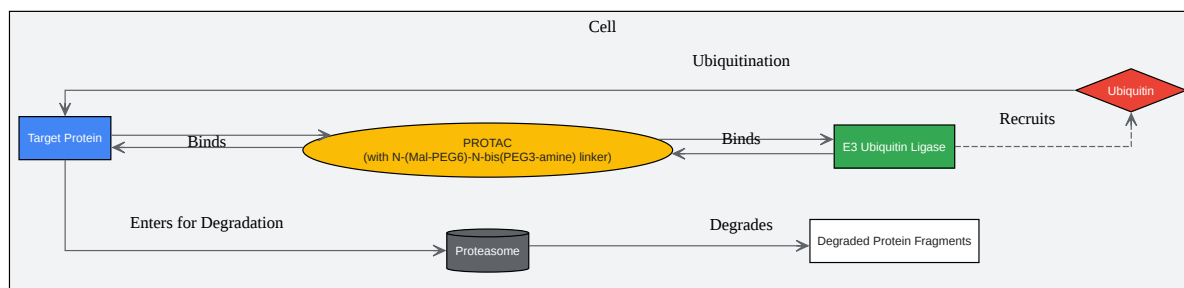 Cell
Ubiquitination
Ubiquitin
Recruits
Target Protein
Binds
PROTAC
(with N-(Mal-PEG6)-N-bis(PEG3-amine) linker)
Binds
E3 Ubiquitin Ligase
Enters for Degradation
Proteasome
Degrades
Degraded Protein Fragments